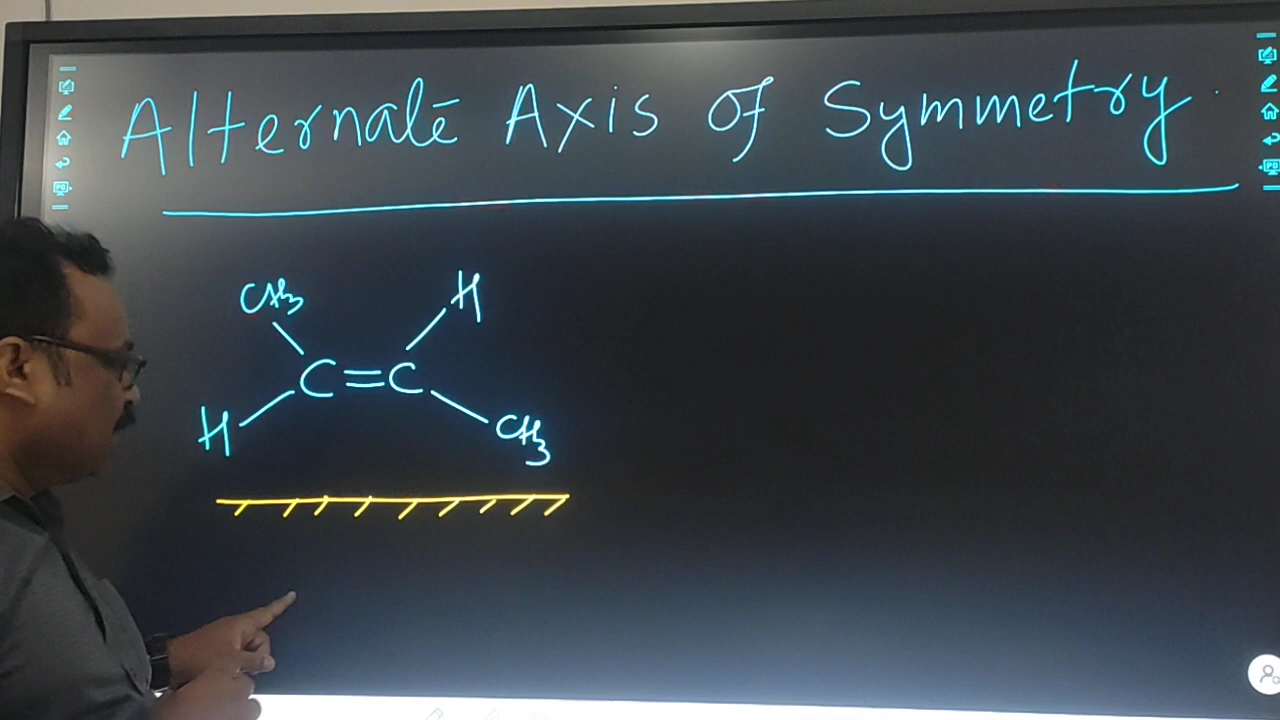 Alternate Axis of Symmetry.
CH3 H
C=C
H CH3